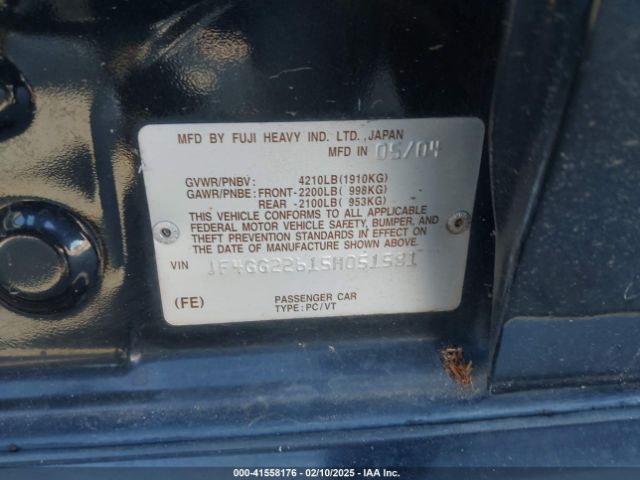 MFD BY FUJI HEAVY IND. LTD., JAPAN
MFD IN 05/04
GVWR/PNBV: 4210LB(1910KG)
GAWR/PNBE: FRONT-2200LB( 998KG)
REAR -2100LB( 953KG)
THIS VEHICLE CONFORMS TO ALL APPLICABLE
FEDERAL MOTOR VEHICLE SAFETY, BUMPER, AND
THEFT PREVENTION STANDARDS IN EFFECT ON
THE DATE OF MANUFACTURE SHOWN ABOVE.
VIN JF4GG22615H051581
(FE) PASSENGER CAR
TYPE: PC/VT
000-41558176 - 02/10/2025 - IAA Inc.